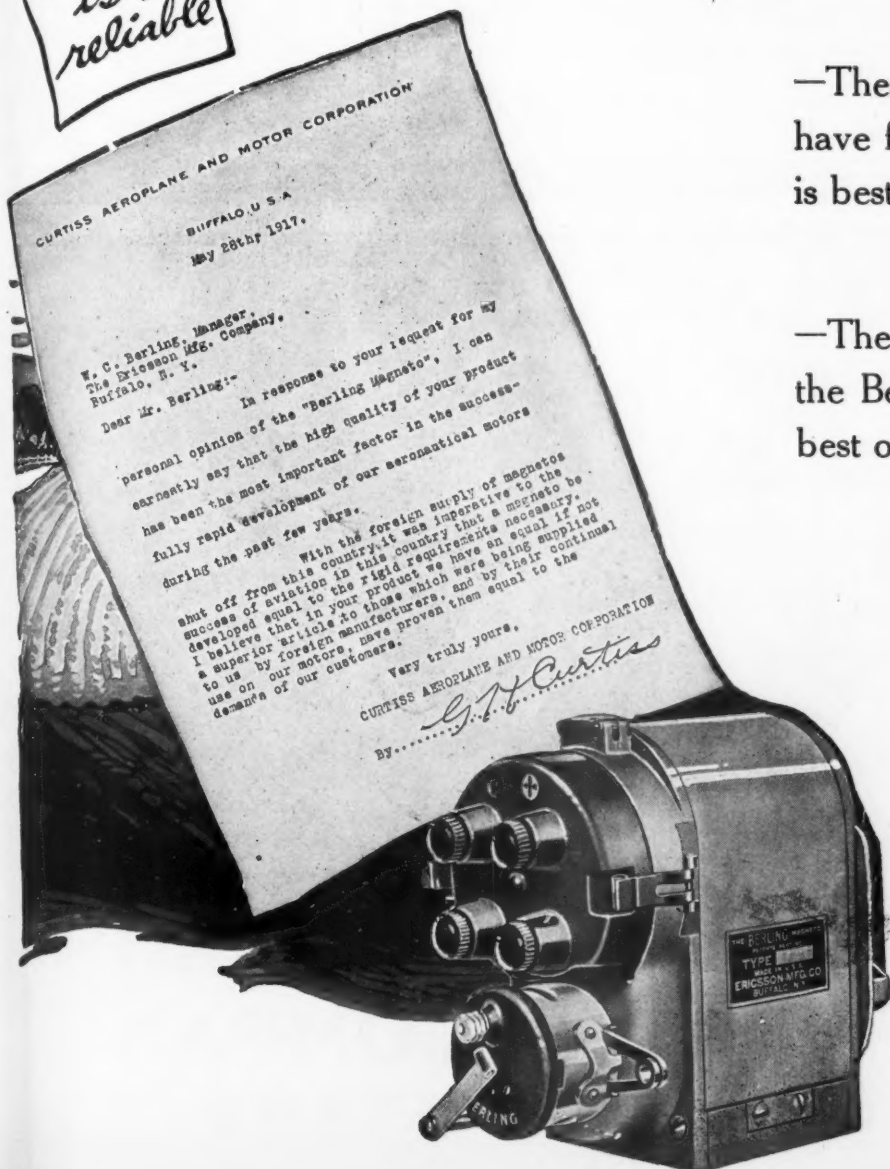 is
reliable
—The
have f
is best
—The
the Be
best o
CURTISS AEROPLANE AND MOTOR CORPORATION
BUFFALO, U S A
May 28th, 1917.
W. C. Berling, Manager,
The Ericsson Mfg. Company,
Buffalo, N. Y.
Dear Mr. Berling:-
In response to your request for my
personal opinion of the "Berling Magneto", I can
earnestly say that the high quality of your product
has been the most important factor in the success-
fully rapid development of our aeronautical motors
during the past few years.
With the foreign supply of magnetos
shut off from this country, it was imperative to the
success of aviation in this country that a magneto be
developed equal to the rigid requirements necessary.
I believe that in your product we have an equal if not
a superior article to those which were being supplied
to us by foreign manufacturers, and by their continual
use on our motors, have proven them equal to the
demands of our customers.
Very truly yours,
CURTISS AEROPLANE AND MOTOR CORPORATION
By.......G H Curtiss
THE BERLING MAGNETO
TYPE
MADE IN U.S.A.
ERICSSON MFG. CO
BUFFALO, N.Y.
ERLING